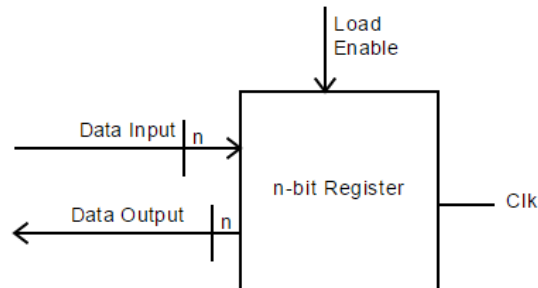 Load
Enable
Data Input
n
n-bit Register
Clk
Data Output
n